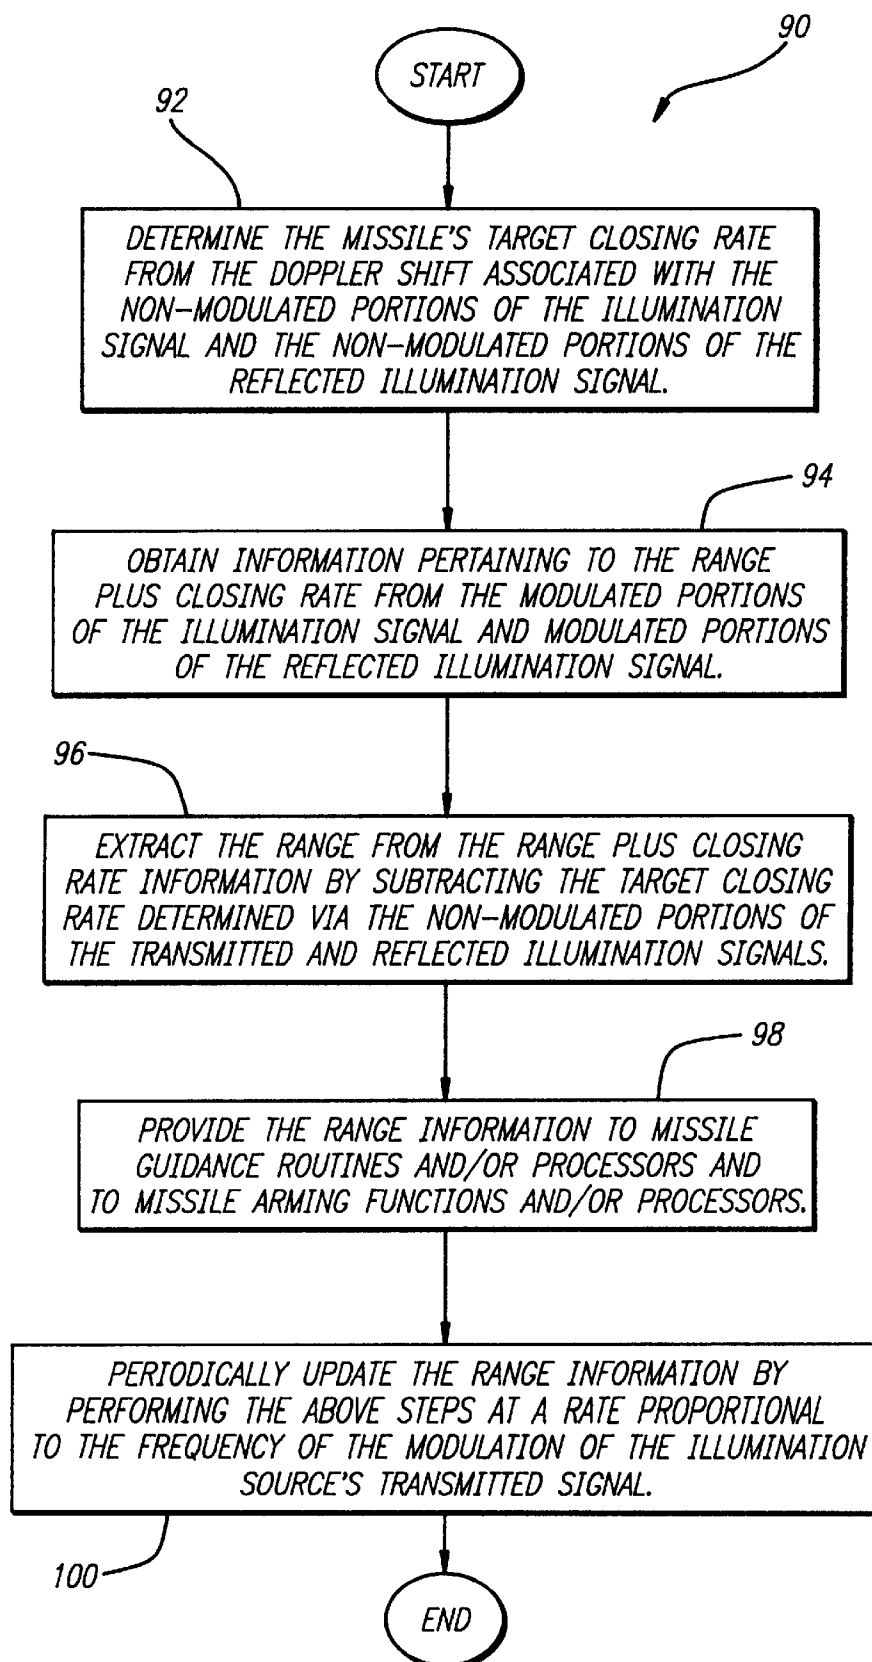 90
START
92
DETERMINE THE MISSILE'S TARGET CLOSING RATE
FROM THE DOPPLER SHIFT ASSOCIATED WITH THE
NON-MODULATED PORTIONS OF THE ILLUMINATION
SIGNAL AND THE NON-MODULATED PORTIONS OF THE
REFLECTED ILLUMINATION SIGNAL.
94
OBTAIN INFORMATION PERTAINING TO THE RANGE
PLUS CLOSING RATE FROM THE MODULATED PORTIONS
OF THE ILLUMINATION SIGNAL AND MODULATED PORTIONS
OF THE REFLECTED ILLUMINATION SIGNAL.
96
EXTRACT THE RANGE FROM THE RANGE PLUS CLOSING
RATE INFORMATION BY SUBTRACTING THE TARGET CLOSING
RATE DETERMINED VIA THE NON-MODULATED PORTIONS OF
THE TRANSMITTED AND REFLECTED ILLUMINATION SIGNALS.
98
PROVIDE THE RANGE INFORMATION TO MISSILE
GUIDANCE ROUTINES AND/OR PROCESSORS AND
TO MISSILE ARMING FUNCTIONS AND/OR PROCESSORS.
PERIODICALLY UPDATE THE RANGE INFORMATION BY
PERFORMING THE ABOVE STEPS AT A RATE PROPORTIONAL
TO THE FREQUENCY OF THE MODULATION OF THE ILLUMINATION
SOURCE'S TRANSMITTED SIGNAL.
100
END